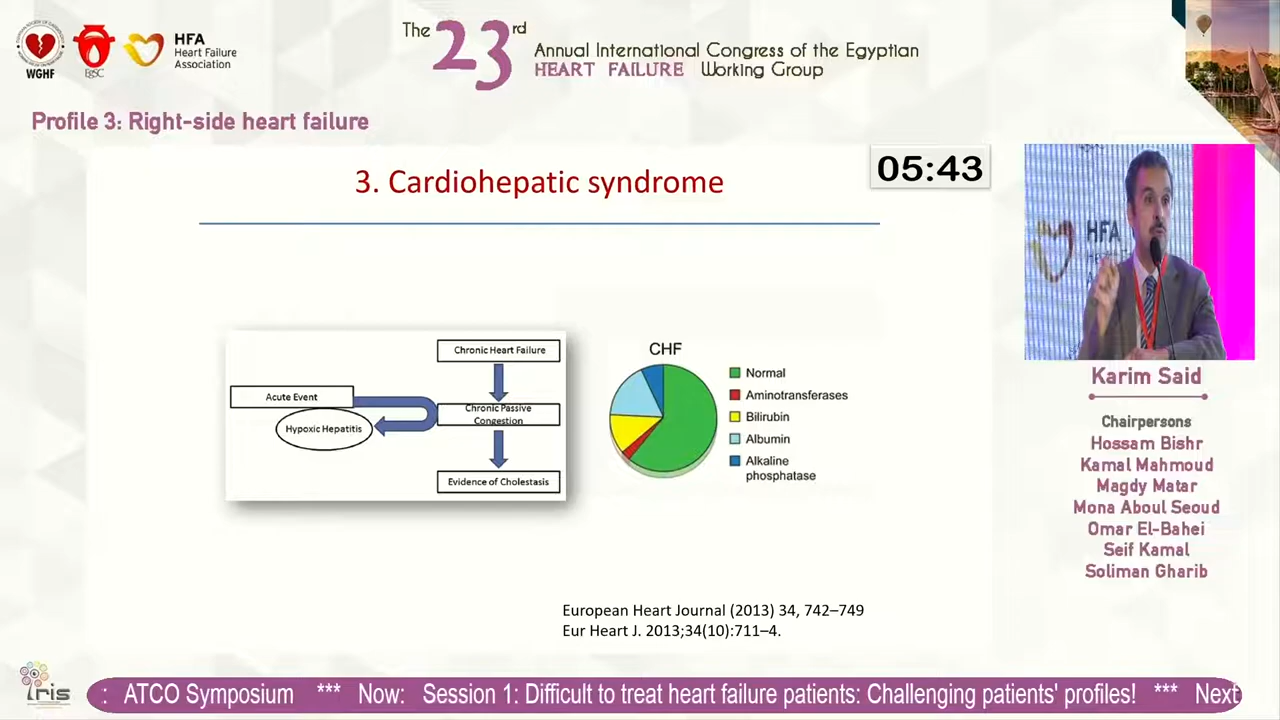 WGHF
EgSC
HFA
Heart Failure
Association
The 23rd
Annual International Congress of the Egyptian
HEART FAILURE Working Group
Profile 3: Right-side heart failure
3. Cardiohepatic syndrome
05:43
Chronic Heart Failure
Acute Event
Chronic Passive
Congestion
Hypoxic Hepatitis
Evidence of Cholestasis
CHF
Normal
Aminotransferases
Bilirubin
Albumin
Alkaline
phosphatase
European Heart Journal (2013) 34, 742–749
Eur Heart J. 2013;34(10):711–4.
HFA
Karim Said
Chairpersons
Hossam Bishr
Kamal Mahmoud
Magdy Matar
Mona Aboul Seoud
Omar El-Bahei
Seif Kamal
Soliman Gharib
iris
: ATCO Symposium *** Now: Session 1: Difficult to treat heart failure patients: Challenging patients' profiles! *** Next